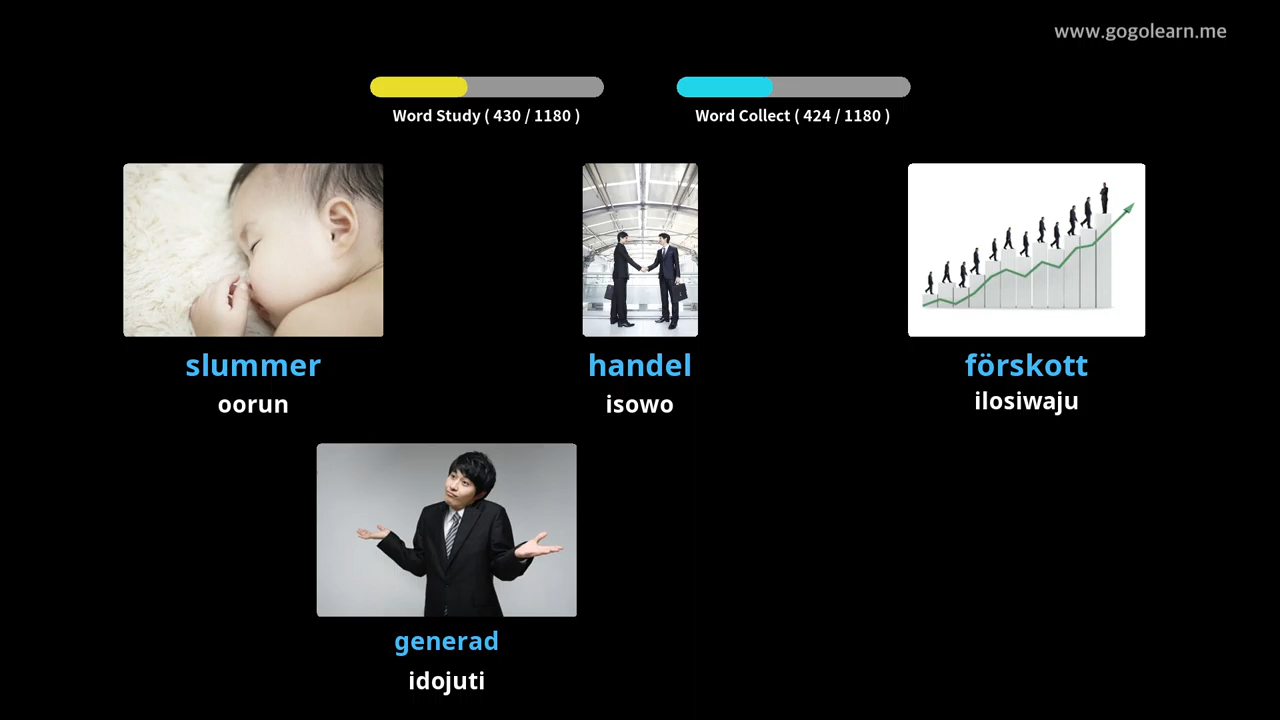 www.gogolearn.me
Word Study ( 430 / 1180 )
Word Collect ( 424 / 1180 )
slummer
handel
förskott
oorun
isowo
ilosiwaju
generad
idojuti